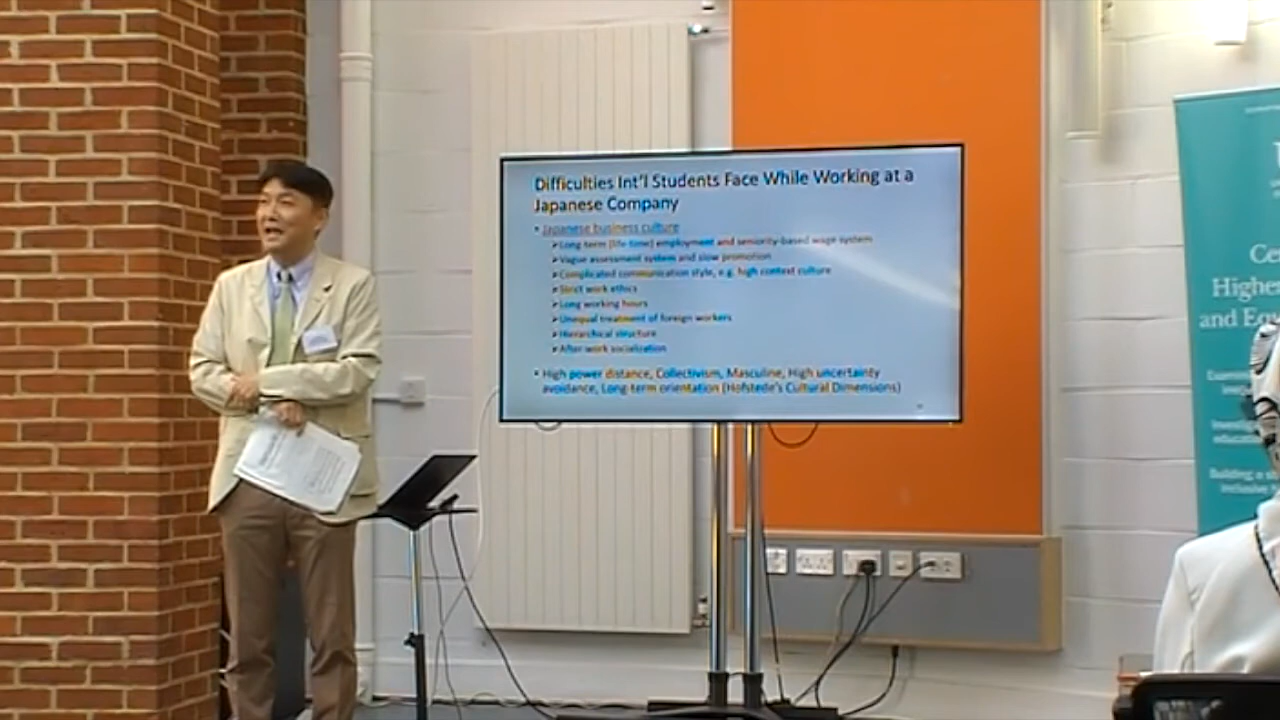 Difficulties Int'l Students Face While Working at a
Japanese Company
• Japanese business culture
➤Long term (life-time) employment and seniority-based wage system
➤Vague assessment system and slow promotion
➤Complicated communication style, e.g. high context culture
➤Strict work ethics
➤Long working hours
➤Unequal treatment of foreign workers
➤Hierarchical structure
➤After work socialization
• High power distance, Collectivism, Masculine, High uncertainty
avoidance, Long-term orientation (Hofstede's Cultural Dimensions)
Higher
and
Building a
inclusive